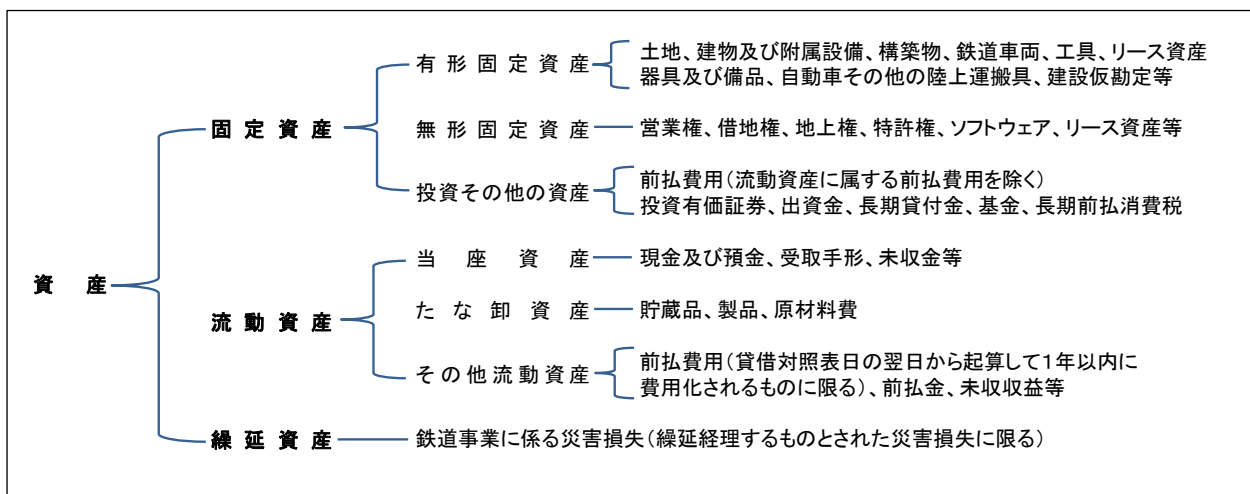 資産
固定資産
有形固定資産
土地、建物及び附属設備、構築物、鉄道車両、工具、リース資産
器具及び備品、自動車その他の陸上運搬具、建設仮勘定等
無形固定資産
営業権、借地権、地上権、特許権、ソフトウェア、リース資産等
投資その他の資産
前払費用(流動資産に属する前払費用を除く)
投資有価証券、出資金、長期貸付金、基金、長期前払消費税
流動資産
当座資産
現金及び預金、受取手形、未収金等
たな卸資産
貯蔵品、製品、原材料費
その他流動資産
前払費用(貸借対照表日の翌日から起算して1年以内に
費用化されるものに限る)、前払金、未収収益等
繰延資産
鉄道事業に係る災害損失(繰延経理するものとされた災害損失に限る)